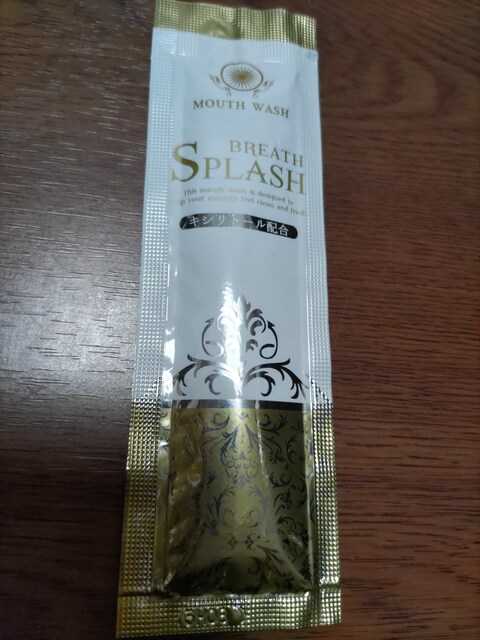 MOUTH WASH
BREATH
SPLASH
This mouth wash is designed to
your mouth feel clean and fresh
キシリトール配合